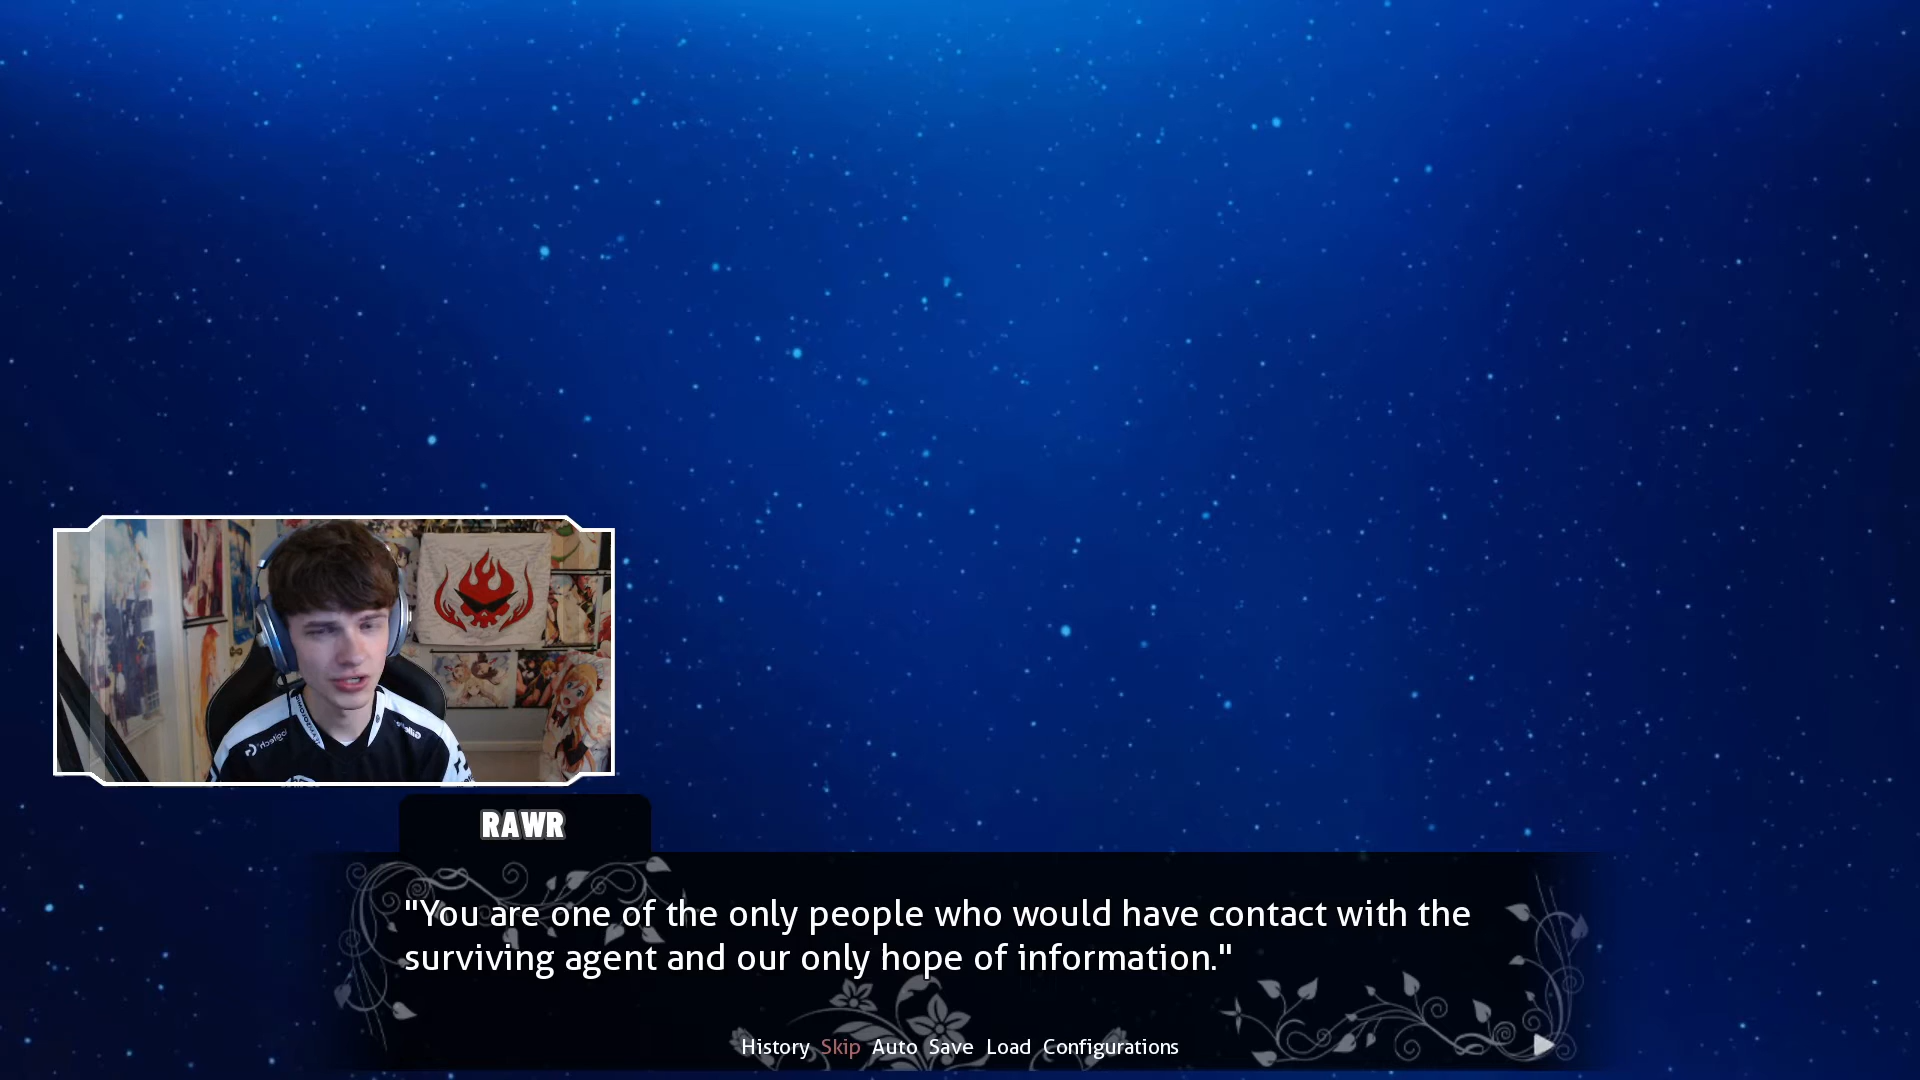 RAWR
"You are one of the only people who would have contact with the
surviving agent and our only hope of information."
History Skip Auto Save Load Configurations